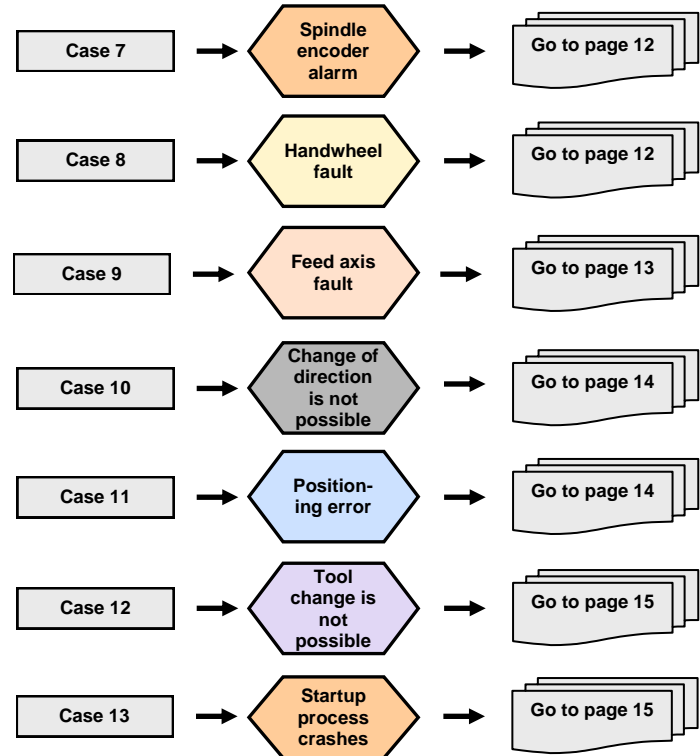 Case 7
Spindle
encoder
alarm
Go to page 12
Case 8
Handwheel
fault
Go to page 12
Case 9
Feed axis
fault
Go to page 13
Case 10
Change of
direction
is not
possible
Go to page 14
Case 11
Position-
ing error
Go to page 14
Case 12
Tool
change is
not
possible
Go to page 15
Case 13
Startup
process
crashes
Go to page 15